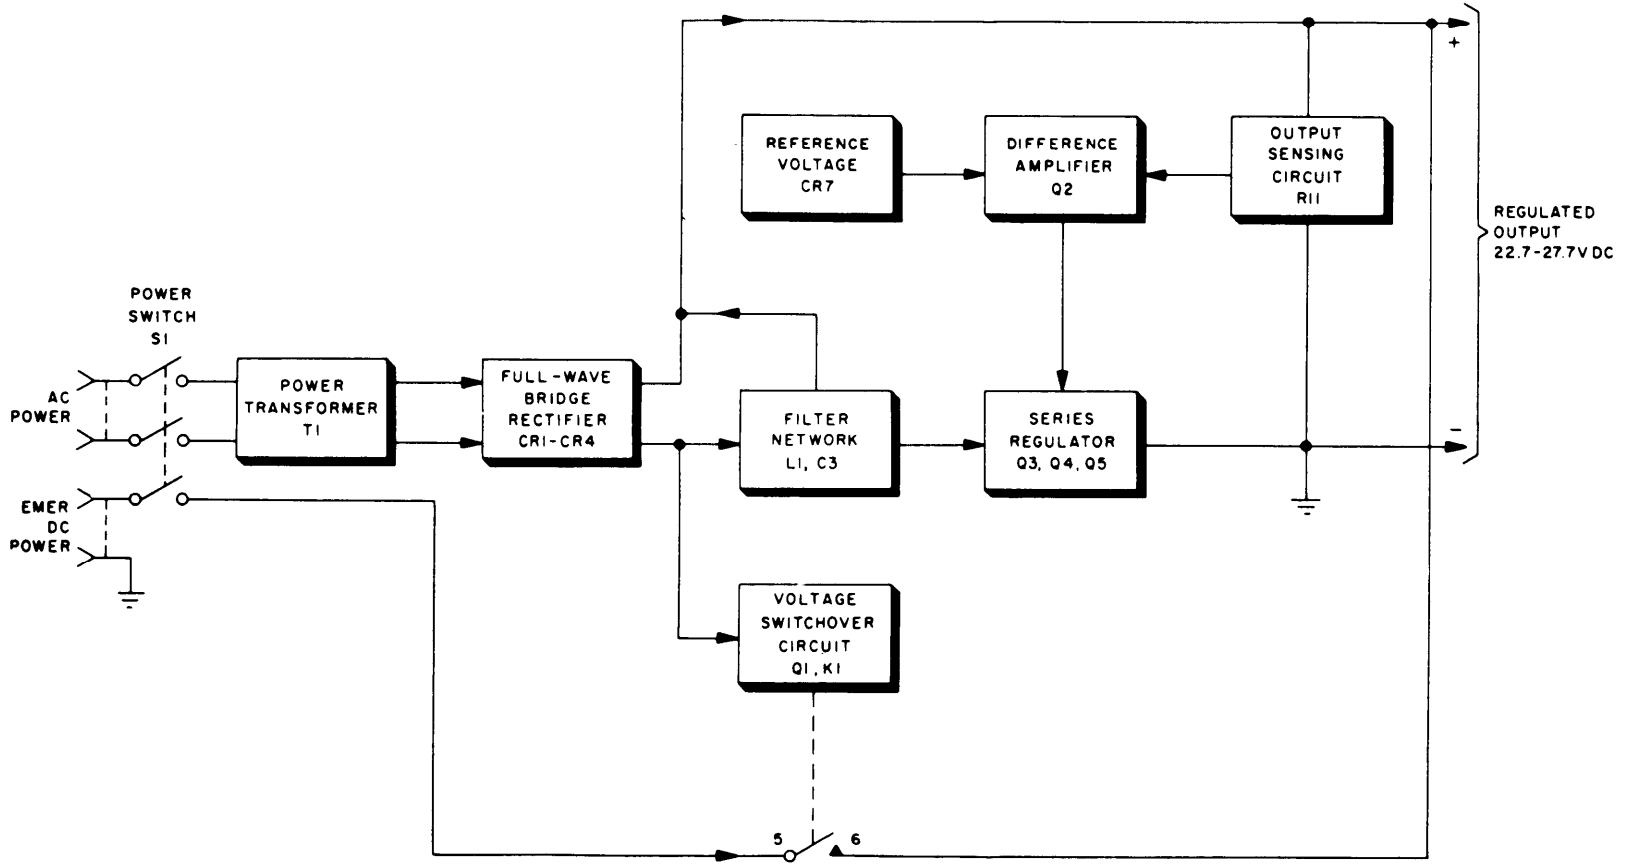 +
REFERENCE
VOLTAGE
CR7
DIFFERENCE
AMPLIFIER
Q2
OUTPUT
SENSING
CIRCUIT
R11
REGULATED
OUTPUT
22.7-27.7V DC
POWER
SWITCH
S1
AC
POWER
POWER
TRANSFORMER
T1
FULL-WAVE
BRIDGE
RECTIFIER
CR1-CR4
FILTER
NETWORK
L1, C3
SERIES
REGULATOR
Q3, Q4, Q5
-
EMER
DC
POWER
VOLTAGE
SWITCHOVER
CIRCUIT
Q1, K1
5 6